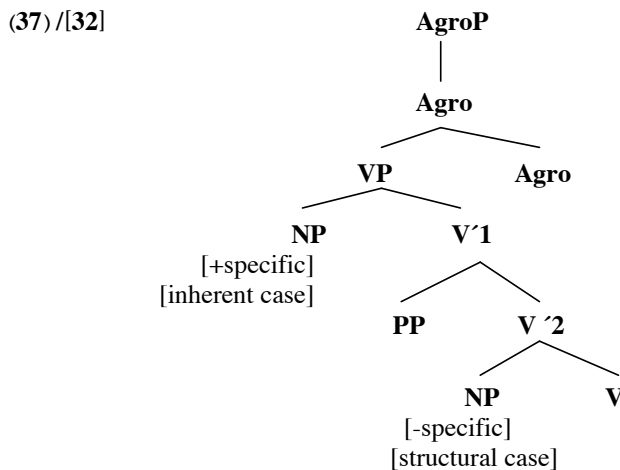 (37) /[32] AgroP
Agro
VP Agro
NP V´1
[+specific]
[inherent case]
PP V ´2
NP V
[-specific]
[structural case]